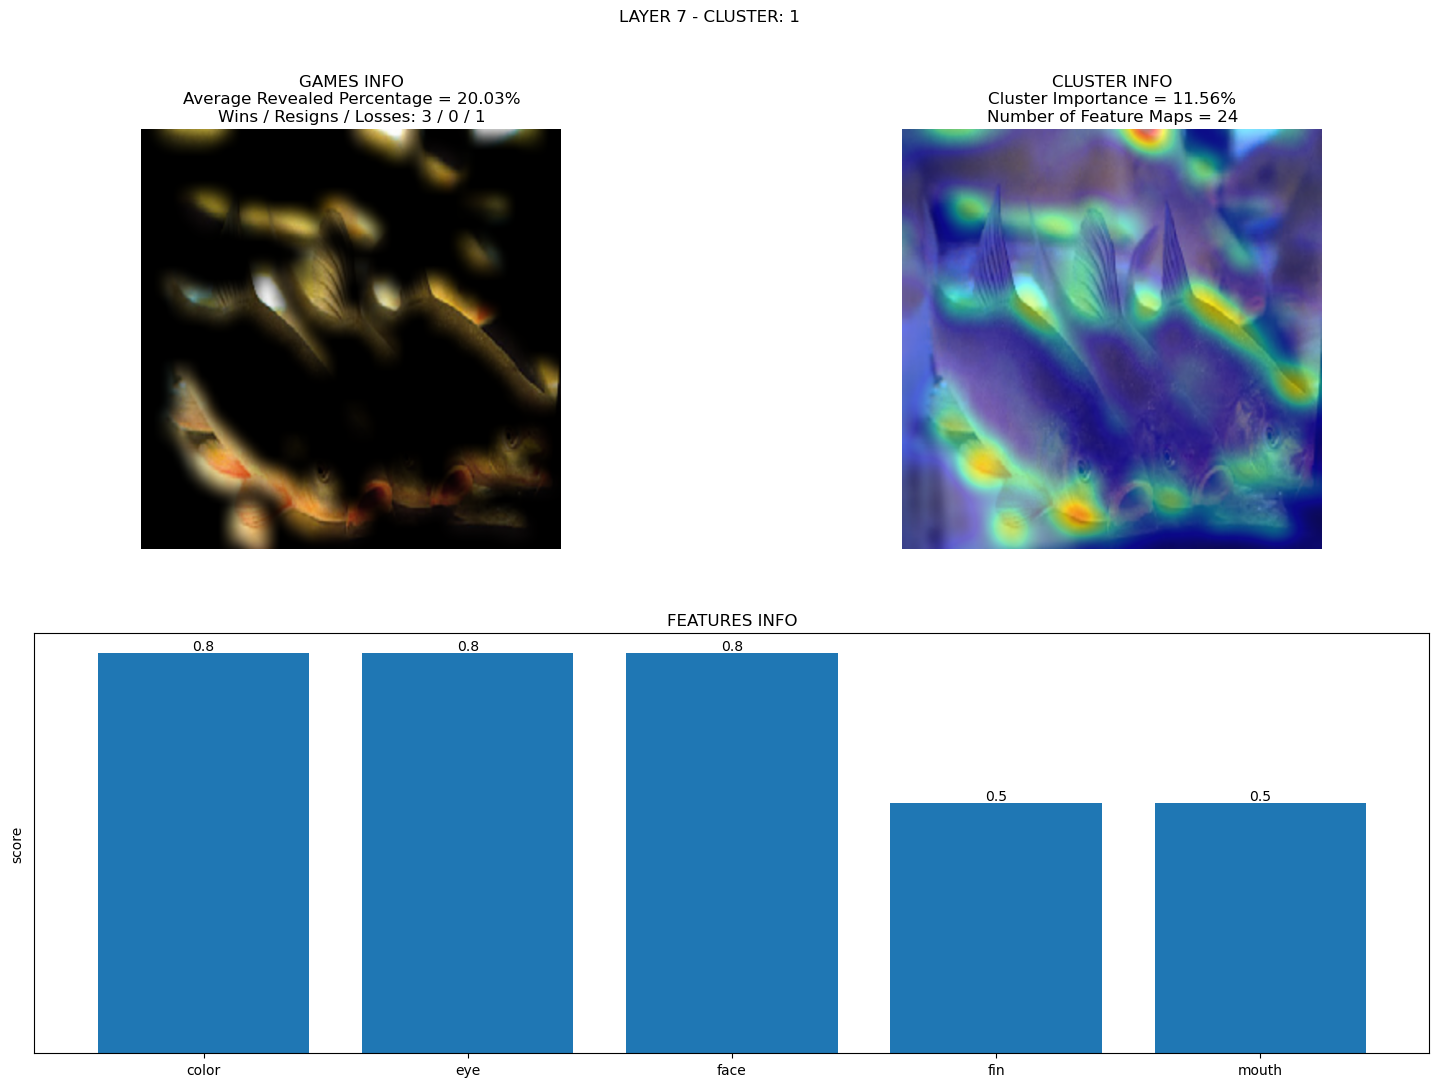 LAYER 7 - CLUSTER: 1
GAMES INFO
Average Revealed Percentage = 20.03%
Wins / Resigns / Losses: 3 / 0 / 1
CLUSTER INFO
Cluster Importance = 11.56%
Number of Feature Maps = 24
FEATURES INFO
score
0.8
0.8
0.8
0.5
0.5
color
eye
face
fin
mouth